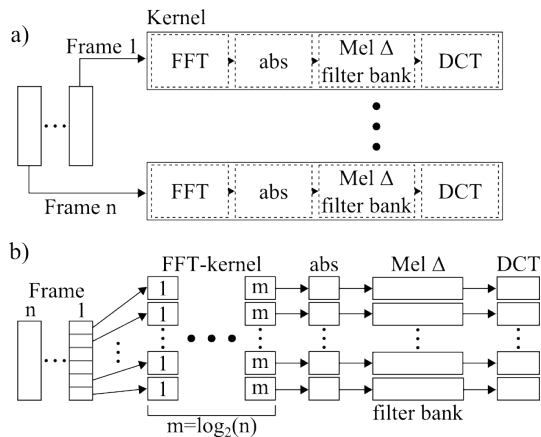 Kernel
a)
Frame 1
FFT
abs
Mel Δ
filter bank
DCT
Frame n
FFT
abs
Mel Δ
filter bank
DCT
b)
FFT-kernel
abs
Mel Δ
DCT
Frame
n
1
1
m
1
m
1
m
1
m
m=log₂(n)
filter bank